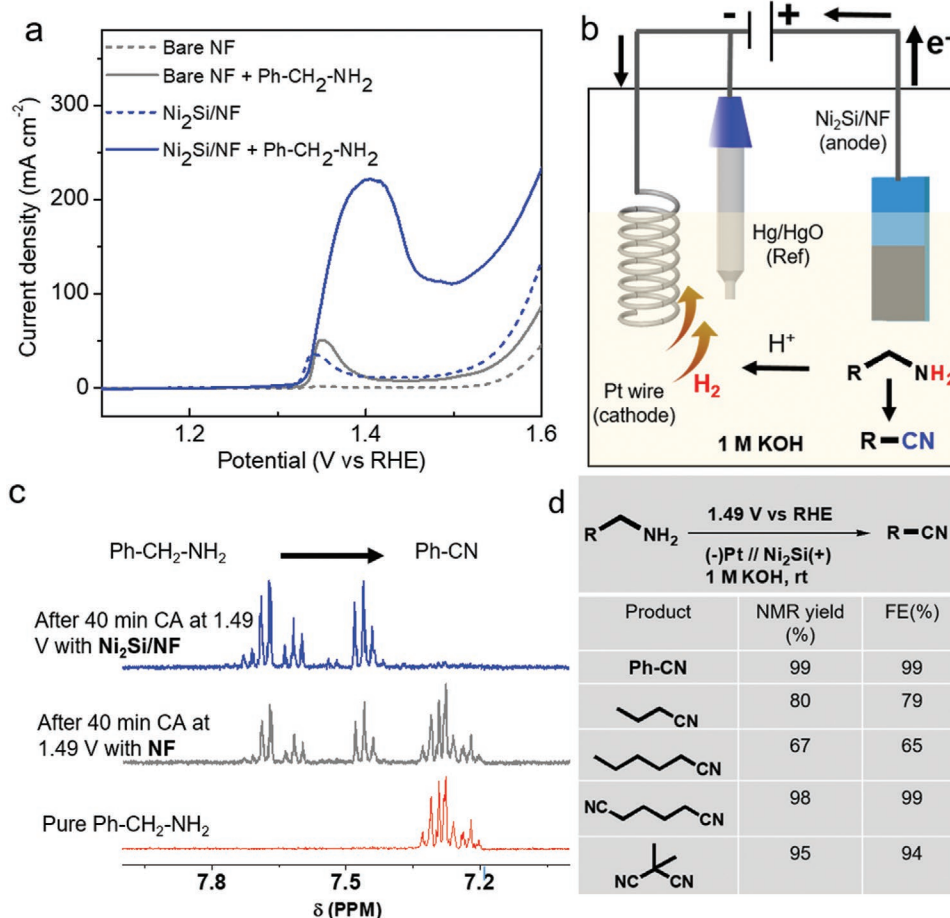 a
Current density (mA cm⁻²)
300
200
100
0
Bare NF
Bare NF + Ph-CH₂-NH₂
Ni₂Si/NF
Ni₂Si/NF + Ph-CH₂-NH₂
1.2
1.4
1.6
Potential (V vs RHE)
b
- +
e⁻
Ni₂Si/NF
(anode)
Hg/HgO
(Ref)
H⁺
H₂
Pt wire
(cathode)
R NH₂
R CN
1 M KOH
c
Ph-CH₂-NH₂
Ph-CN
After 40 min CA at 1.49
V with Ni₂Si/NF
After 40 min CA at
1.49 V with NF
Pure Ph-CH₂-NH₂
7.8
7.5
7.2
δ (PPM)
d
R NH₂
1.49 V vs RHE
(-)Pt // Ni₂Si(+)
1 M KOH, rt
R CN
Product NMR yield (%) FE(%)
Ph-CN 99 99
CN 80 79
CN 67 65
NC CN 98 99
NC CN 95 94